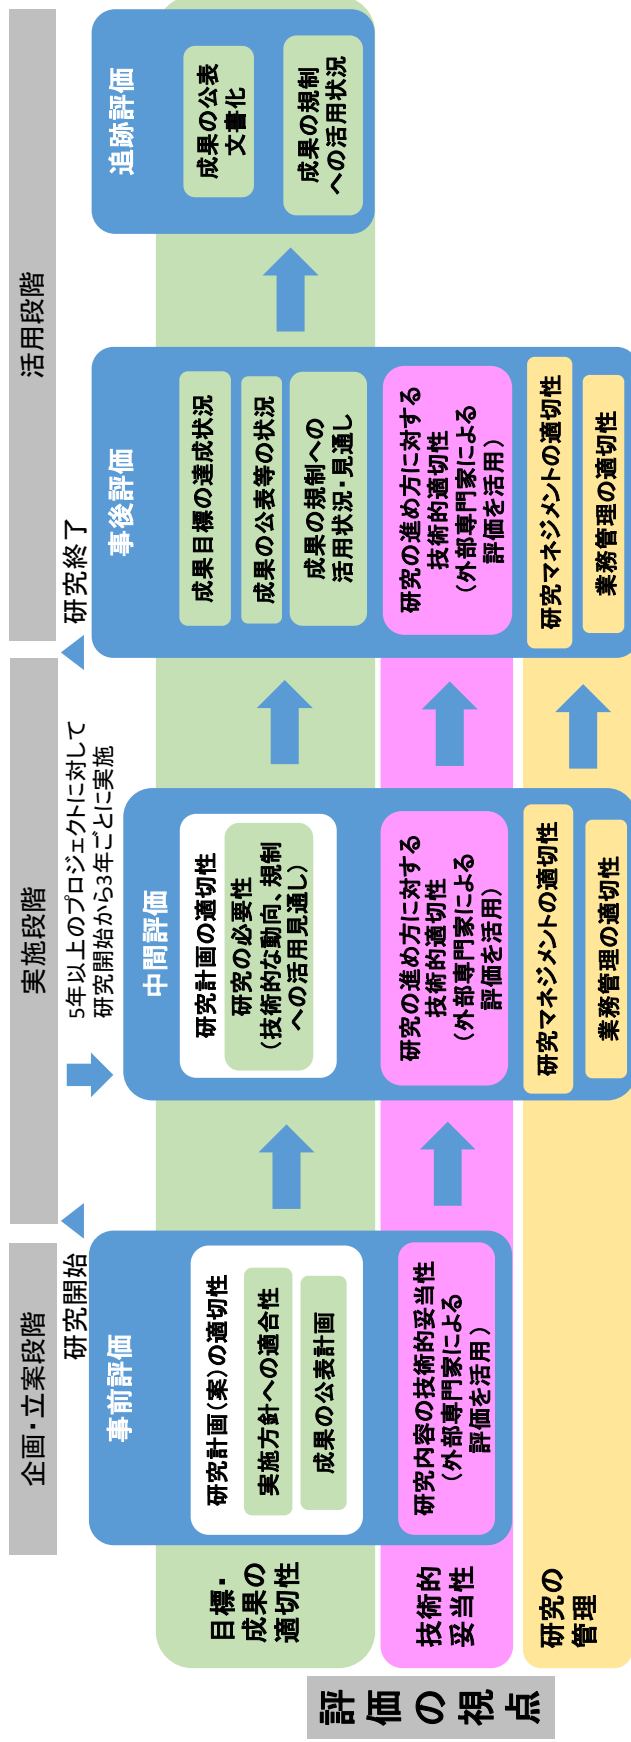 企画・立案段階
実施段階
活用段階
研究開始
5年以上のプロジェクトに対して
研究開始から3年ごとに実施
研究終了
事前評価
研究計画(案)の適切性
実施方針への適合性
成果の公表計画
研究内容の技術的妥当性
(外部専門家による
評価を活用)
中間評価
研究計画の適切性
研究の必要性
(技術的な動向、規制
への活用見通し)
研究の進め方に対する
技術的適切性
(外部専門家による
評価を活用)
研究マネジメントの適切性
業務管理の適切性
事後評価
成果目標の達成状況
成果の公表等の状況
成果の規制への
活用状況・見通し
研究の進め方に対する
技術的適切性
(外部専門家による
評価を活用)
研究マネジメントの適切性
業務管理の適切性
追跡評価
成果の公表
文書化
成果の規制
への活用状況
目標・
成果の
適切性
技術的
妥当性
研究の
管理
評価の視点